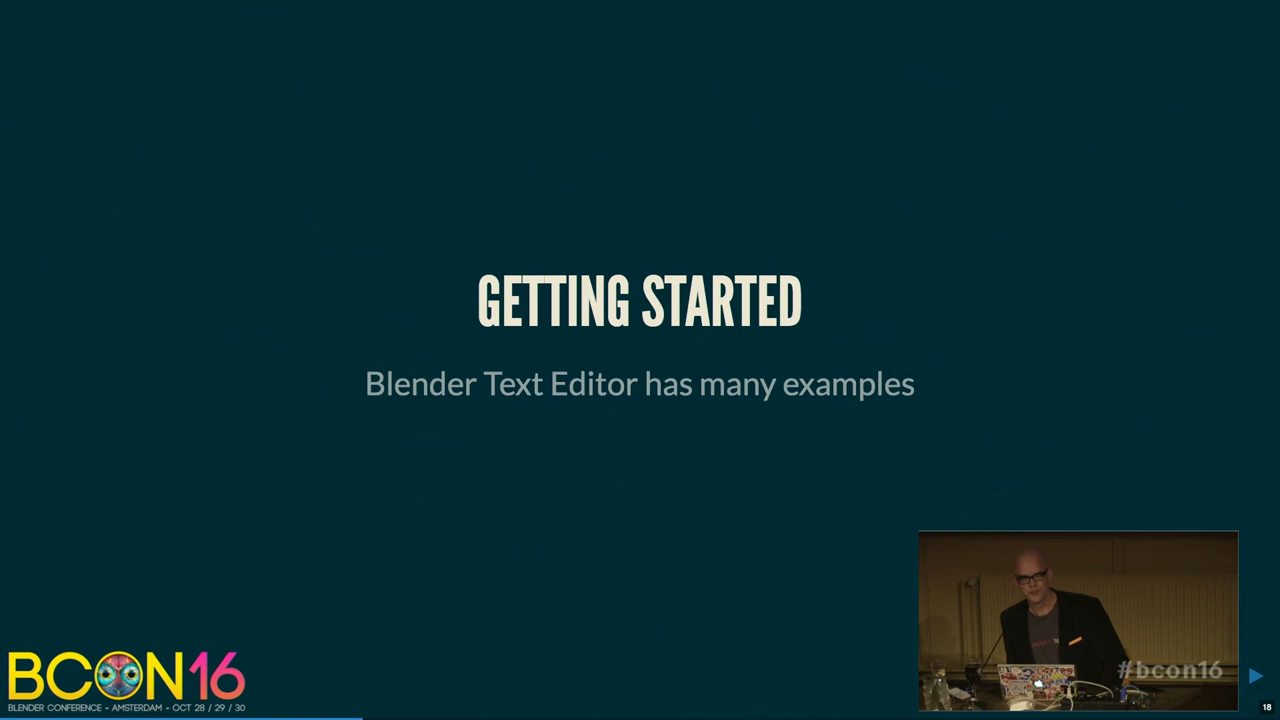 GETTING STARTED
Blender Text Editor has many examples
#bcon16
BCON16
BLENDER CONFERENCE - AMSTERDAM - OCT 28 / 29 / 30
18